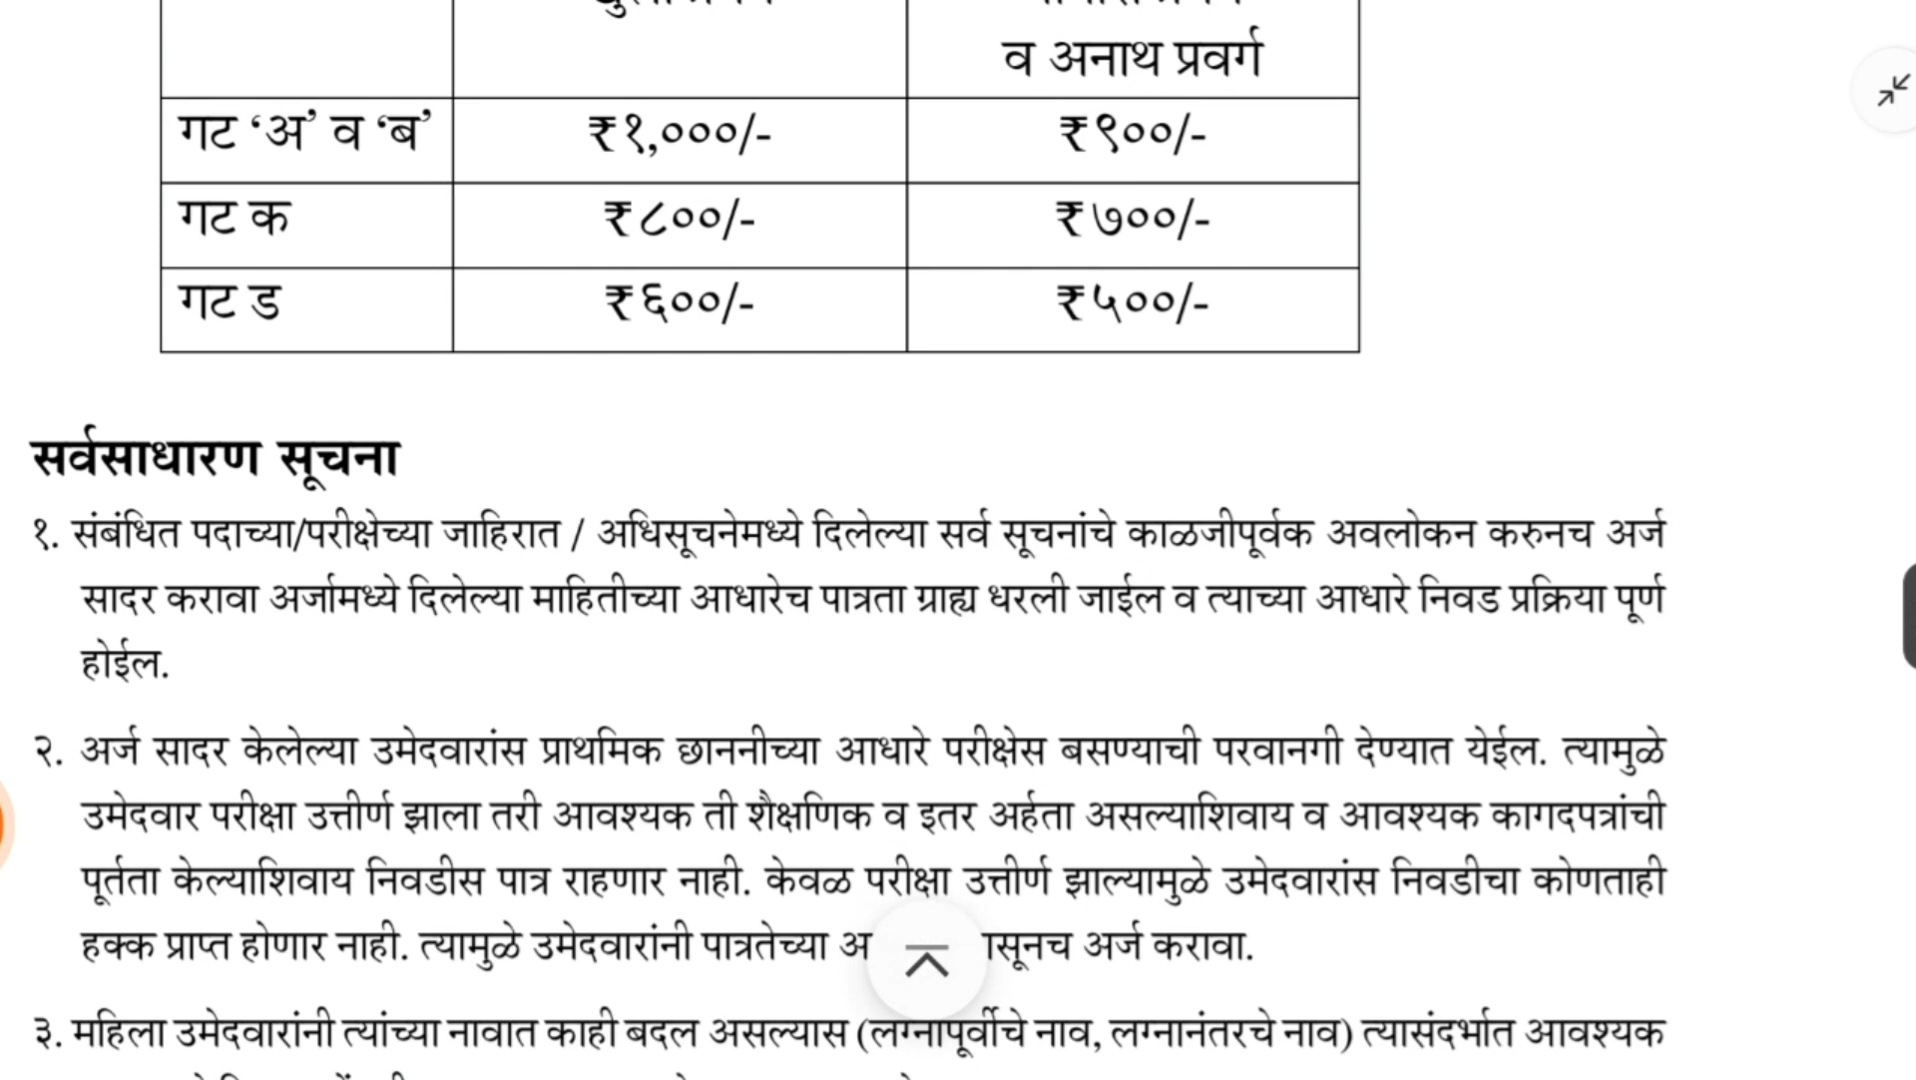 व अनाथ प्रवर्ग
गट ‘अ’ व ‘ब’ ₹१,०००/- ₹९००/-
गट क ₹८००/- ₹७००/-
गट ड ₹६००/- ₹५००/-
सर्वसाधारण सूचना
१. संबंधित पदाच्या/परीक्षेच्या जाहिरात / अधिसूचनेमध्ये दिलेल्या सर्व सूचनांचे काळजीपूर्वक अवलोकन करुनच अर्ज
सादर करावा अर्जामध्ये दिलेल्या माहितीच्या आधारेच पात्रता ग्राह्य धरली जाईल व त्याच्या आधारे निवड प्रक्रिया पूर्ण
होईल.
२. अर्ज सादर केलेल्या उमेदवारांस प्राथमिक छाननीच्या आधारे परीक्षेस बसण्याची परवानगी देण्यात येईल. त्यामुळे
उमेदवार परीक्षा उत्तीर्ण झाला तरी आवश्यक ती शैक्षणिक व इतर अर्हता असल्याशिवाय व आवश्यक कागदपत्रांची
पूर्तता केल्याशिवाय निवडीस पात्र राहणार नाही. केवळ परीक्षा उत्तीर्ण झाल्यामुळे उमेदवारांस निवडीचा कोणताही
हक्क प्राप्त होणार नाही. त्यामुळे उमेदवारांनी पात्रतेच्या अर्ज करावा.
३. महिला उमेदवारांनी त्यांच्या नावात काही बदल असल्यास (लग्नापूर्वीचे नाव, लग्नानंतरचे नाव) त्यासंदर्भात आवश्यक